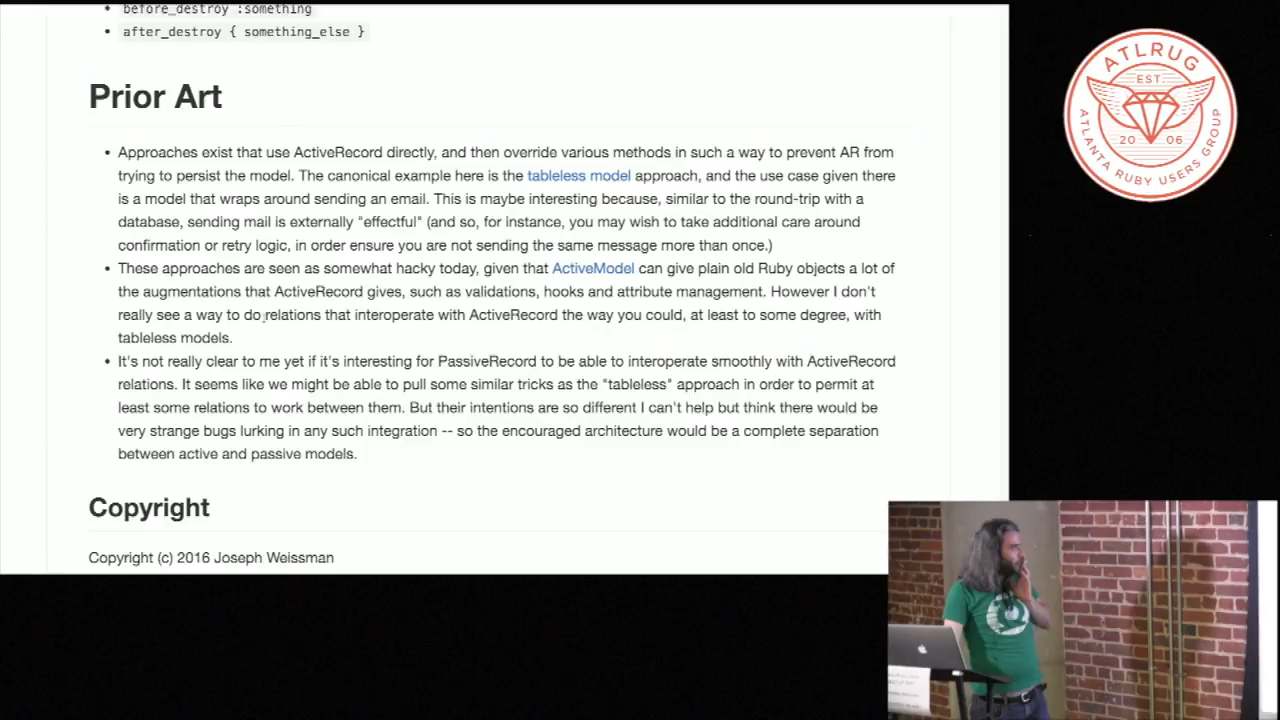 before_destroy :something
after_destroy { something_else }
Prior Art
Approaches exist that use ActiveRecord directly, and then override various methods in such a way to prevent AR from
trying to persist the model. The canonical example here is the tableless model approach, and the use case given there
is a model that wraps around sending an email. This is maybe interesting because, similar to the round-trip with a
database, sending mail is externally "effectful" (and so, for instance, you may wish to take additional care around
confirmation or retry logic, in order ensure you are not sending the same message more than once.)
These approaches are seen as somewhat hacky today, given that ActiveModel can give plain old Ruby objects a lot of
the augmentations that ActiveRecord gives, such as validations, hooks and attribute management. However I don't
really see a way to do relations that interoperate with ActiveRecord the way you could, at least to some degree, with
tableless models.
It's not really clear to me yet if it's interesting for PassiveRecord to be able to interoperate smoothly with ActiveRecord
relations. It seems like we might be able to pull some similar tricks as the "tableless" approach in order to permit at
least some relations to work between them. But their intentions are so different I can't help but think there would be
very strange bugs lurking in any such integration -- so the encouraged architecture would be a complete separation
between active and passive models.
Copyright
Copyright (c) 2016 Joseph Weissman
ATLRUG
EST.
20 06
ATLANTA RUBY USERS GROUP